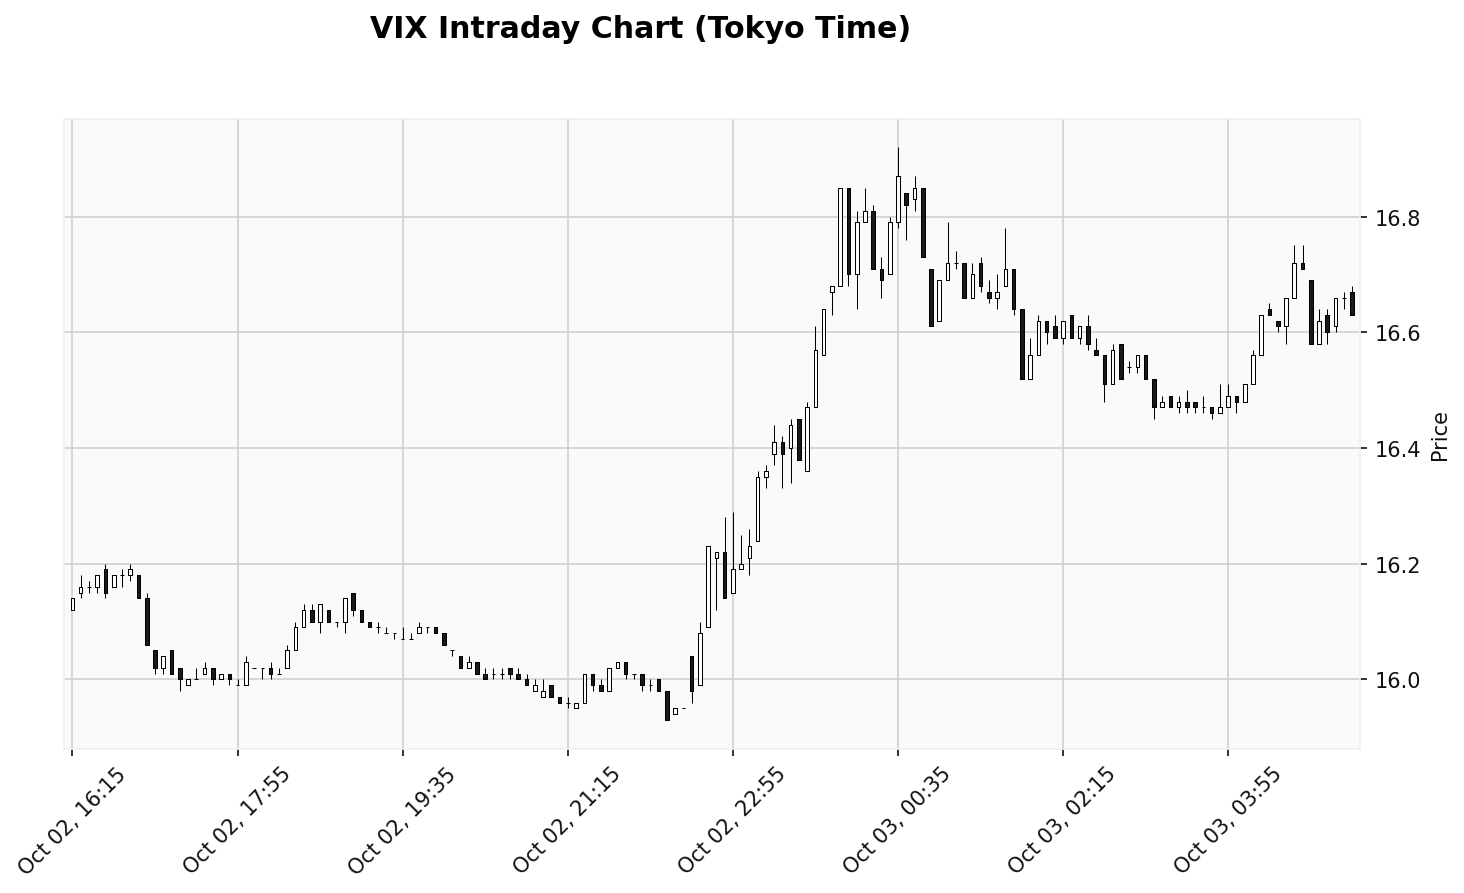 VIX Intraday Chart (Tokyo Time)
16.8
16.6
16.4
16.2
16.0
Price
Oct 02, 16:15
Oct 02, 17:55
Oct 02, 19:35
Oct 02, 21:15
Oct 02, 22:55
Oct 03, 00:35
Oct 03, 02:15
Oct 03, 03:55